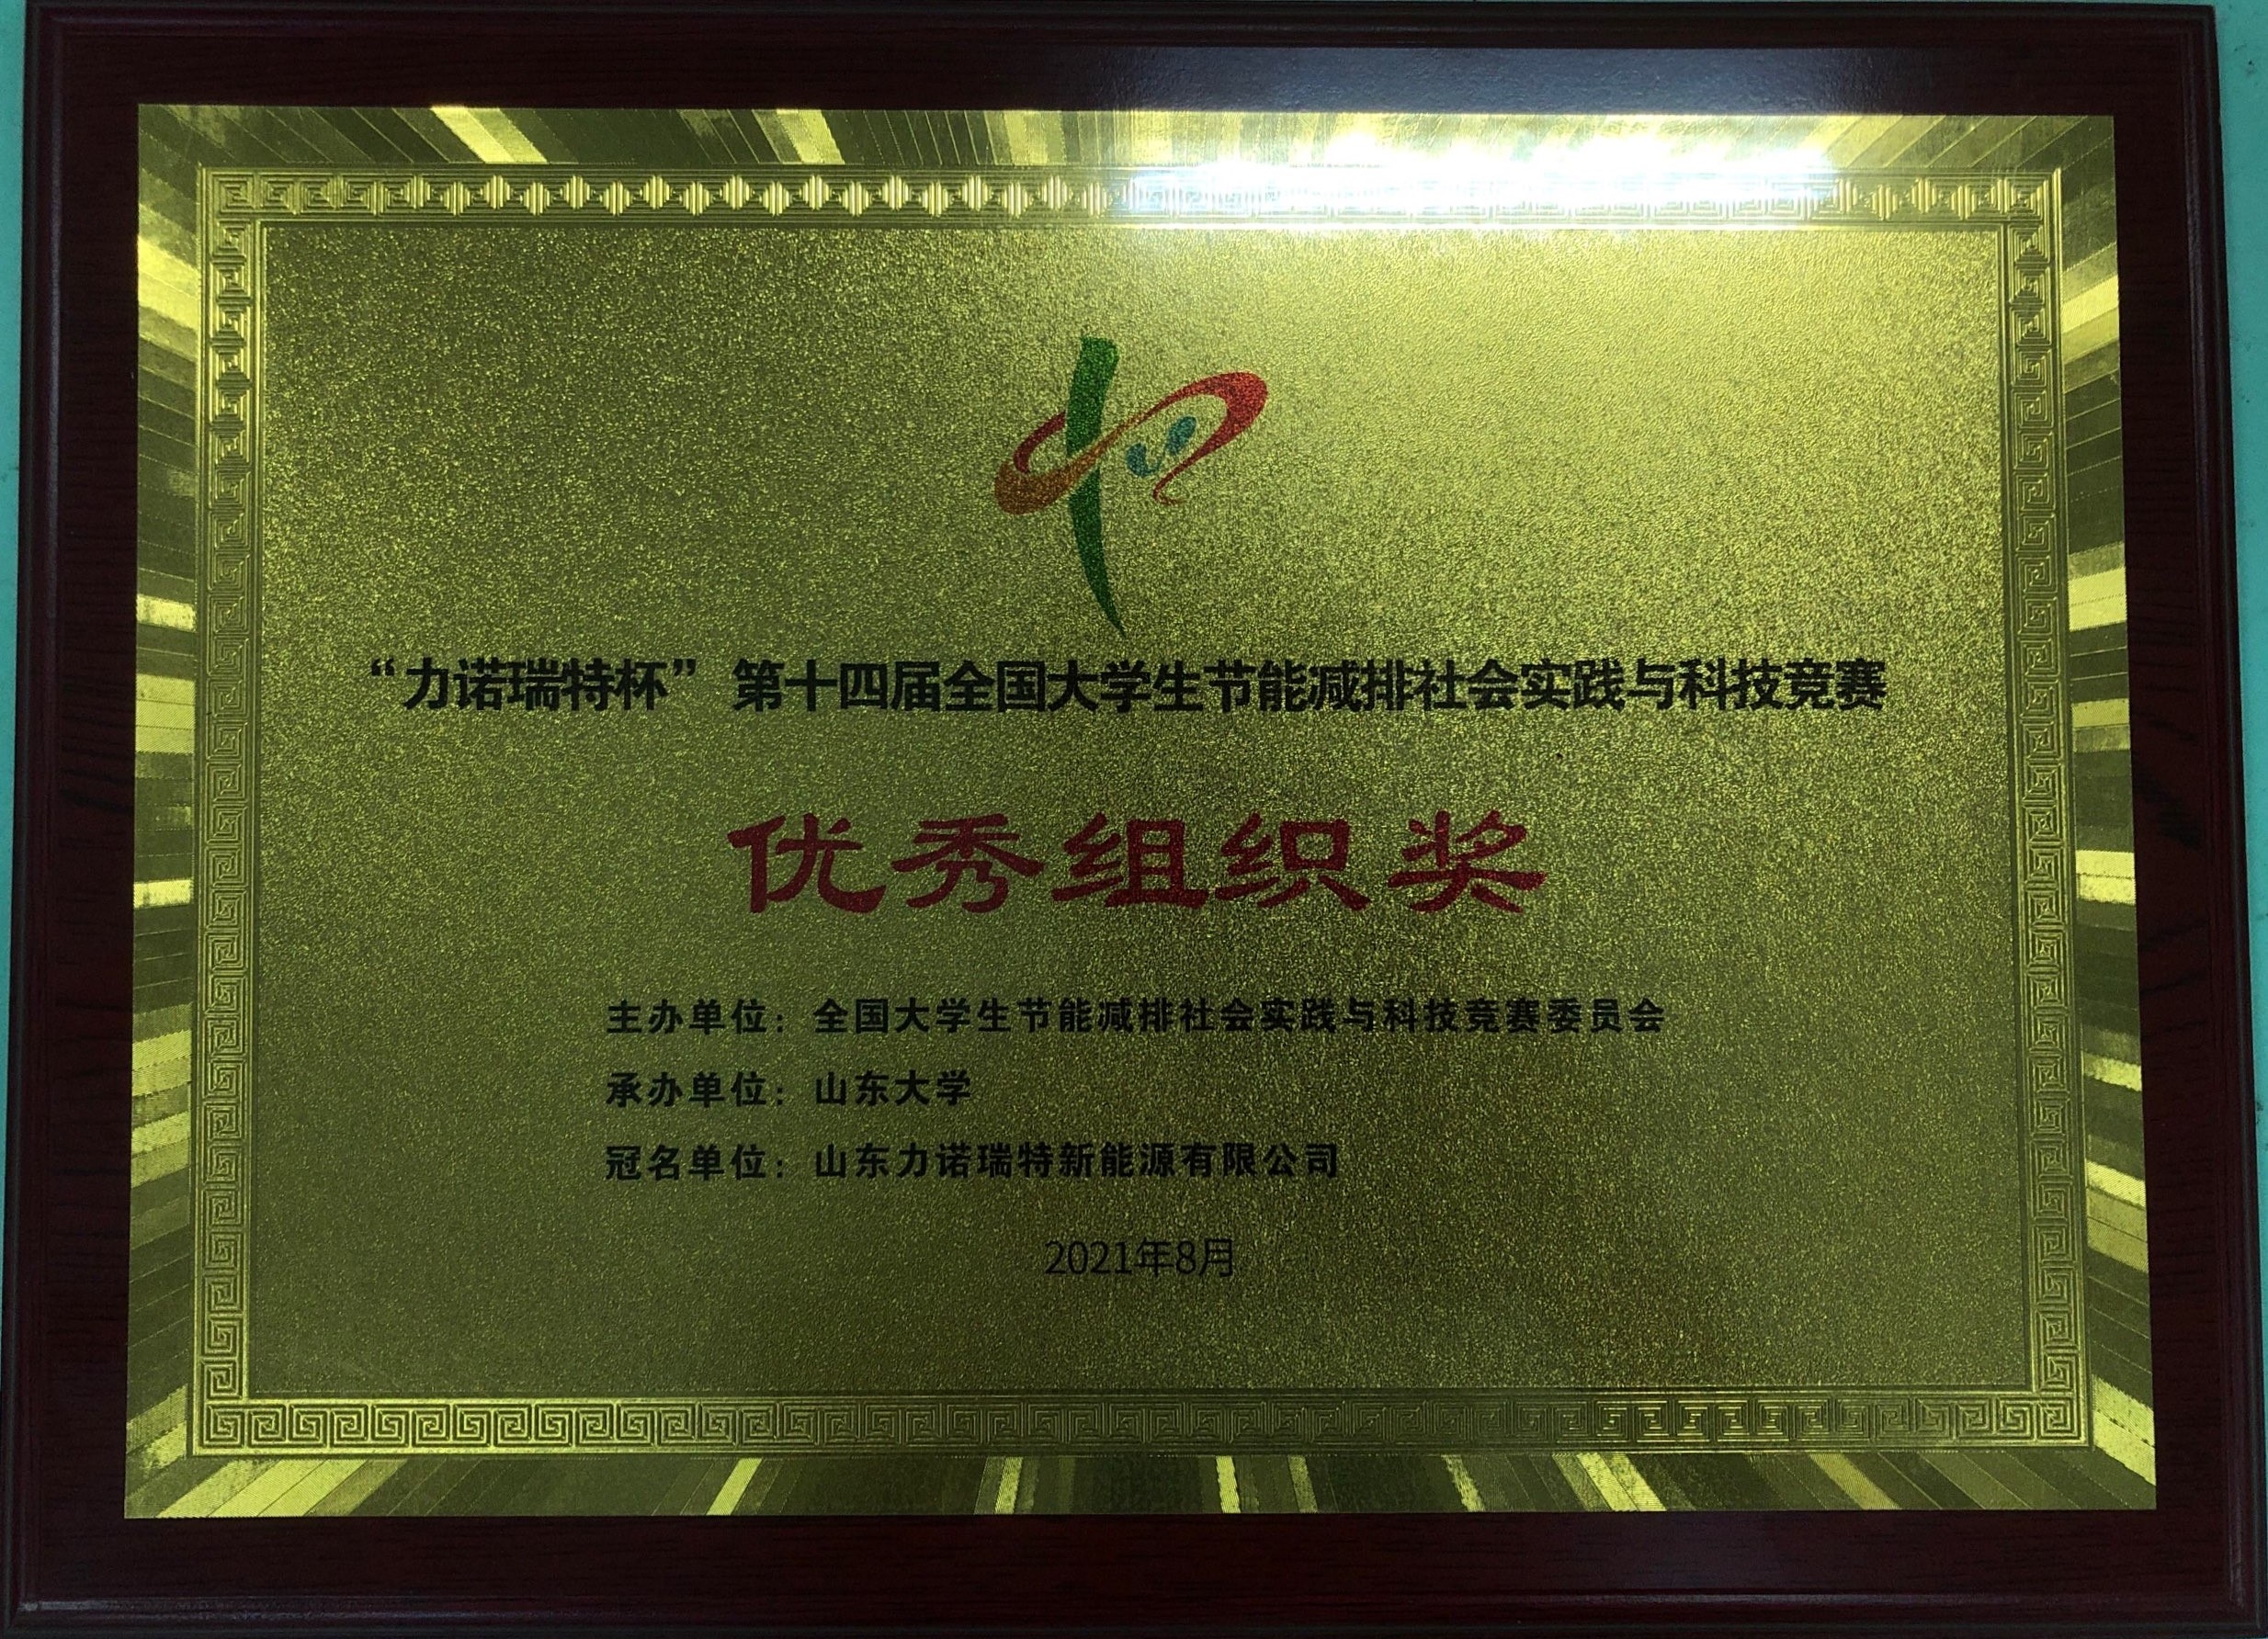 “力诺瑞特杯” 第十四届全国大学生节能减排社会实践与科技竞赛
优秀组织奖
主办单位：全国大学生节能减排社会实践与科技竞赛委员会
承办单位：山东大学
冠名单位：山东力诺瑞特新能源有限公司
2021年8月